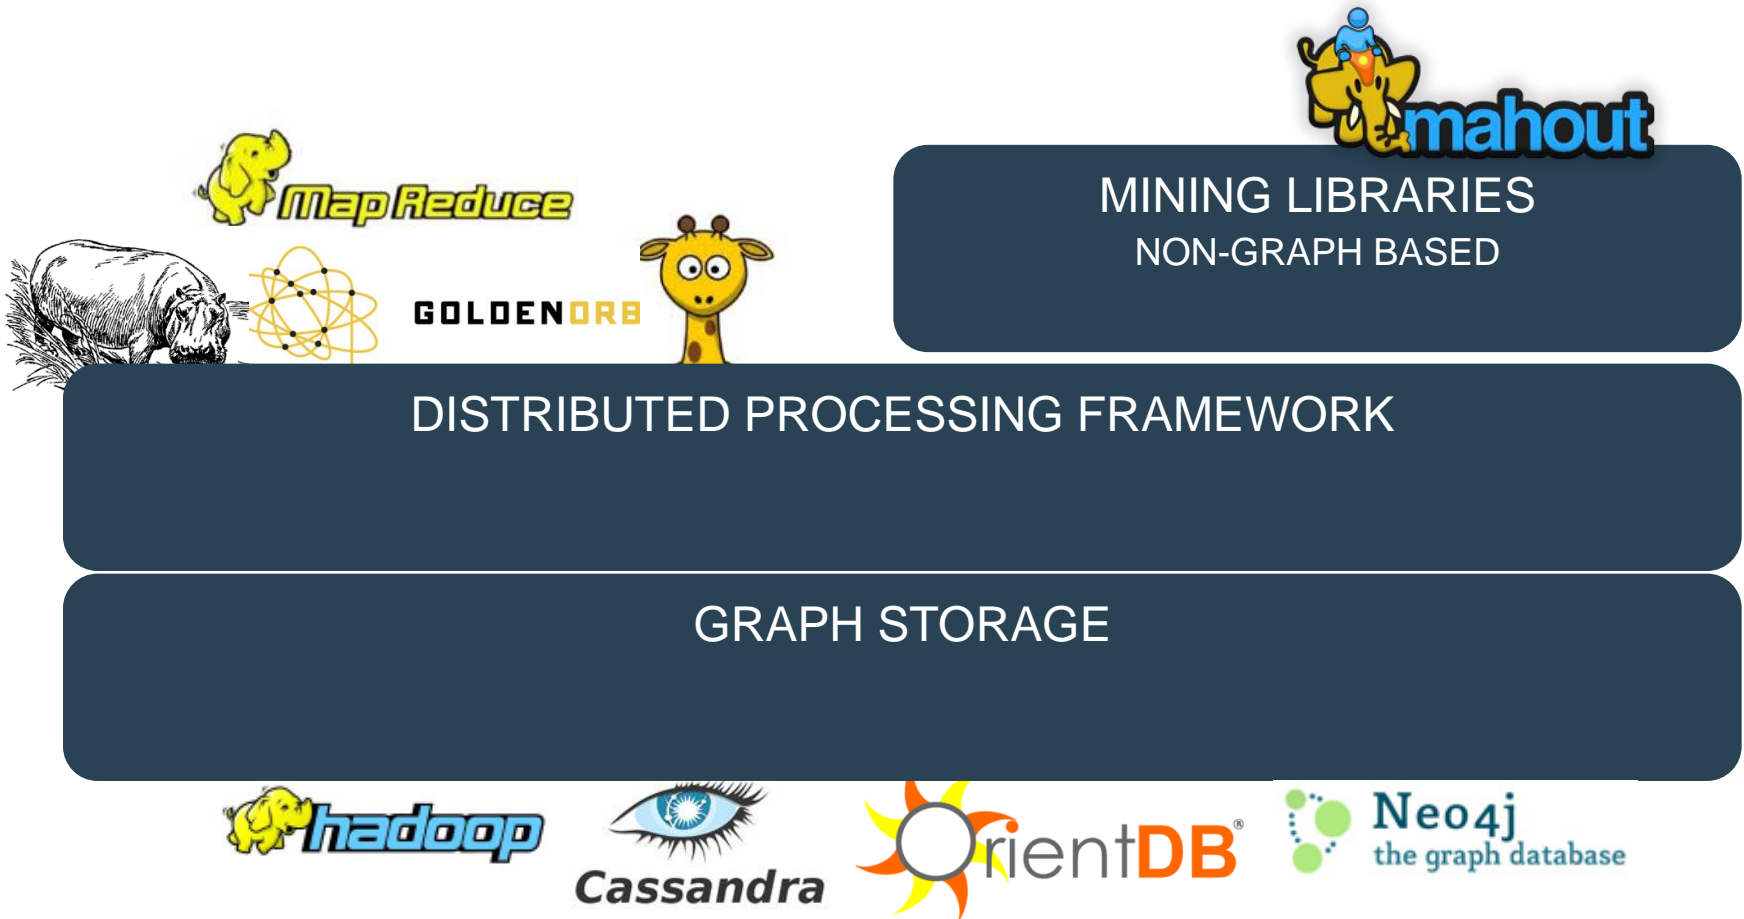 mahout
Map Reduce
MINING LIBRARIES
NON-GRAPH BASED
GOLDENORB
DISTRIBUTED PROCESSING FRAMEWORK
GRAPH STORAGE
hadoop
Cassandra
OrientDB®
Neo4j
the graph database